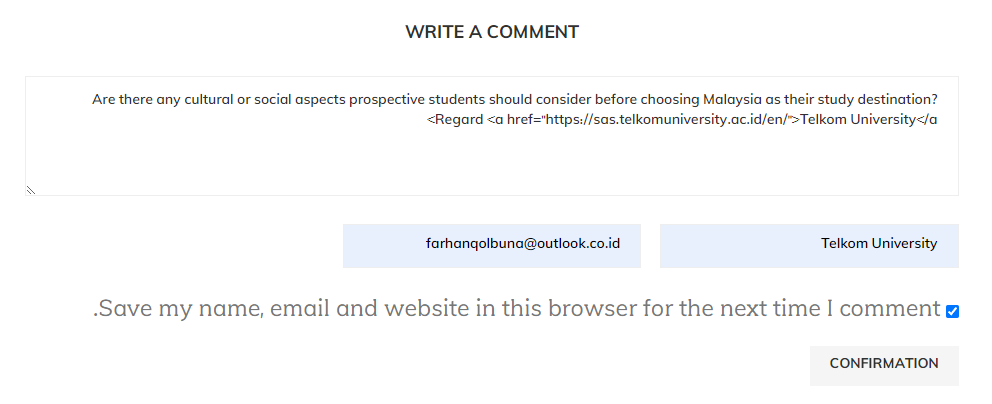 WRITE A COMMENT
Are there any cultural or social aspects prospective students should consider before choosing Malaysia as their study destination?
<Regard <a href="https://sas.telkomuniversity.ac.id/en/">Telkom University</a
farhanqolbuna@outlook.co.id
Telkom University
.Save my name, email and website in this browser for the next time I comment
CONFIRMATION